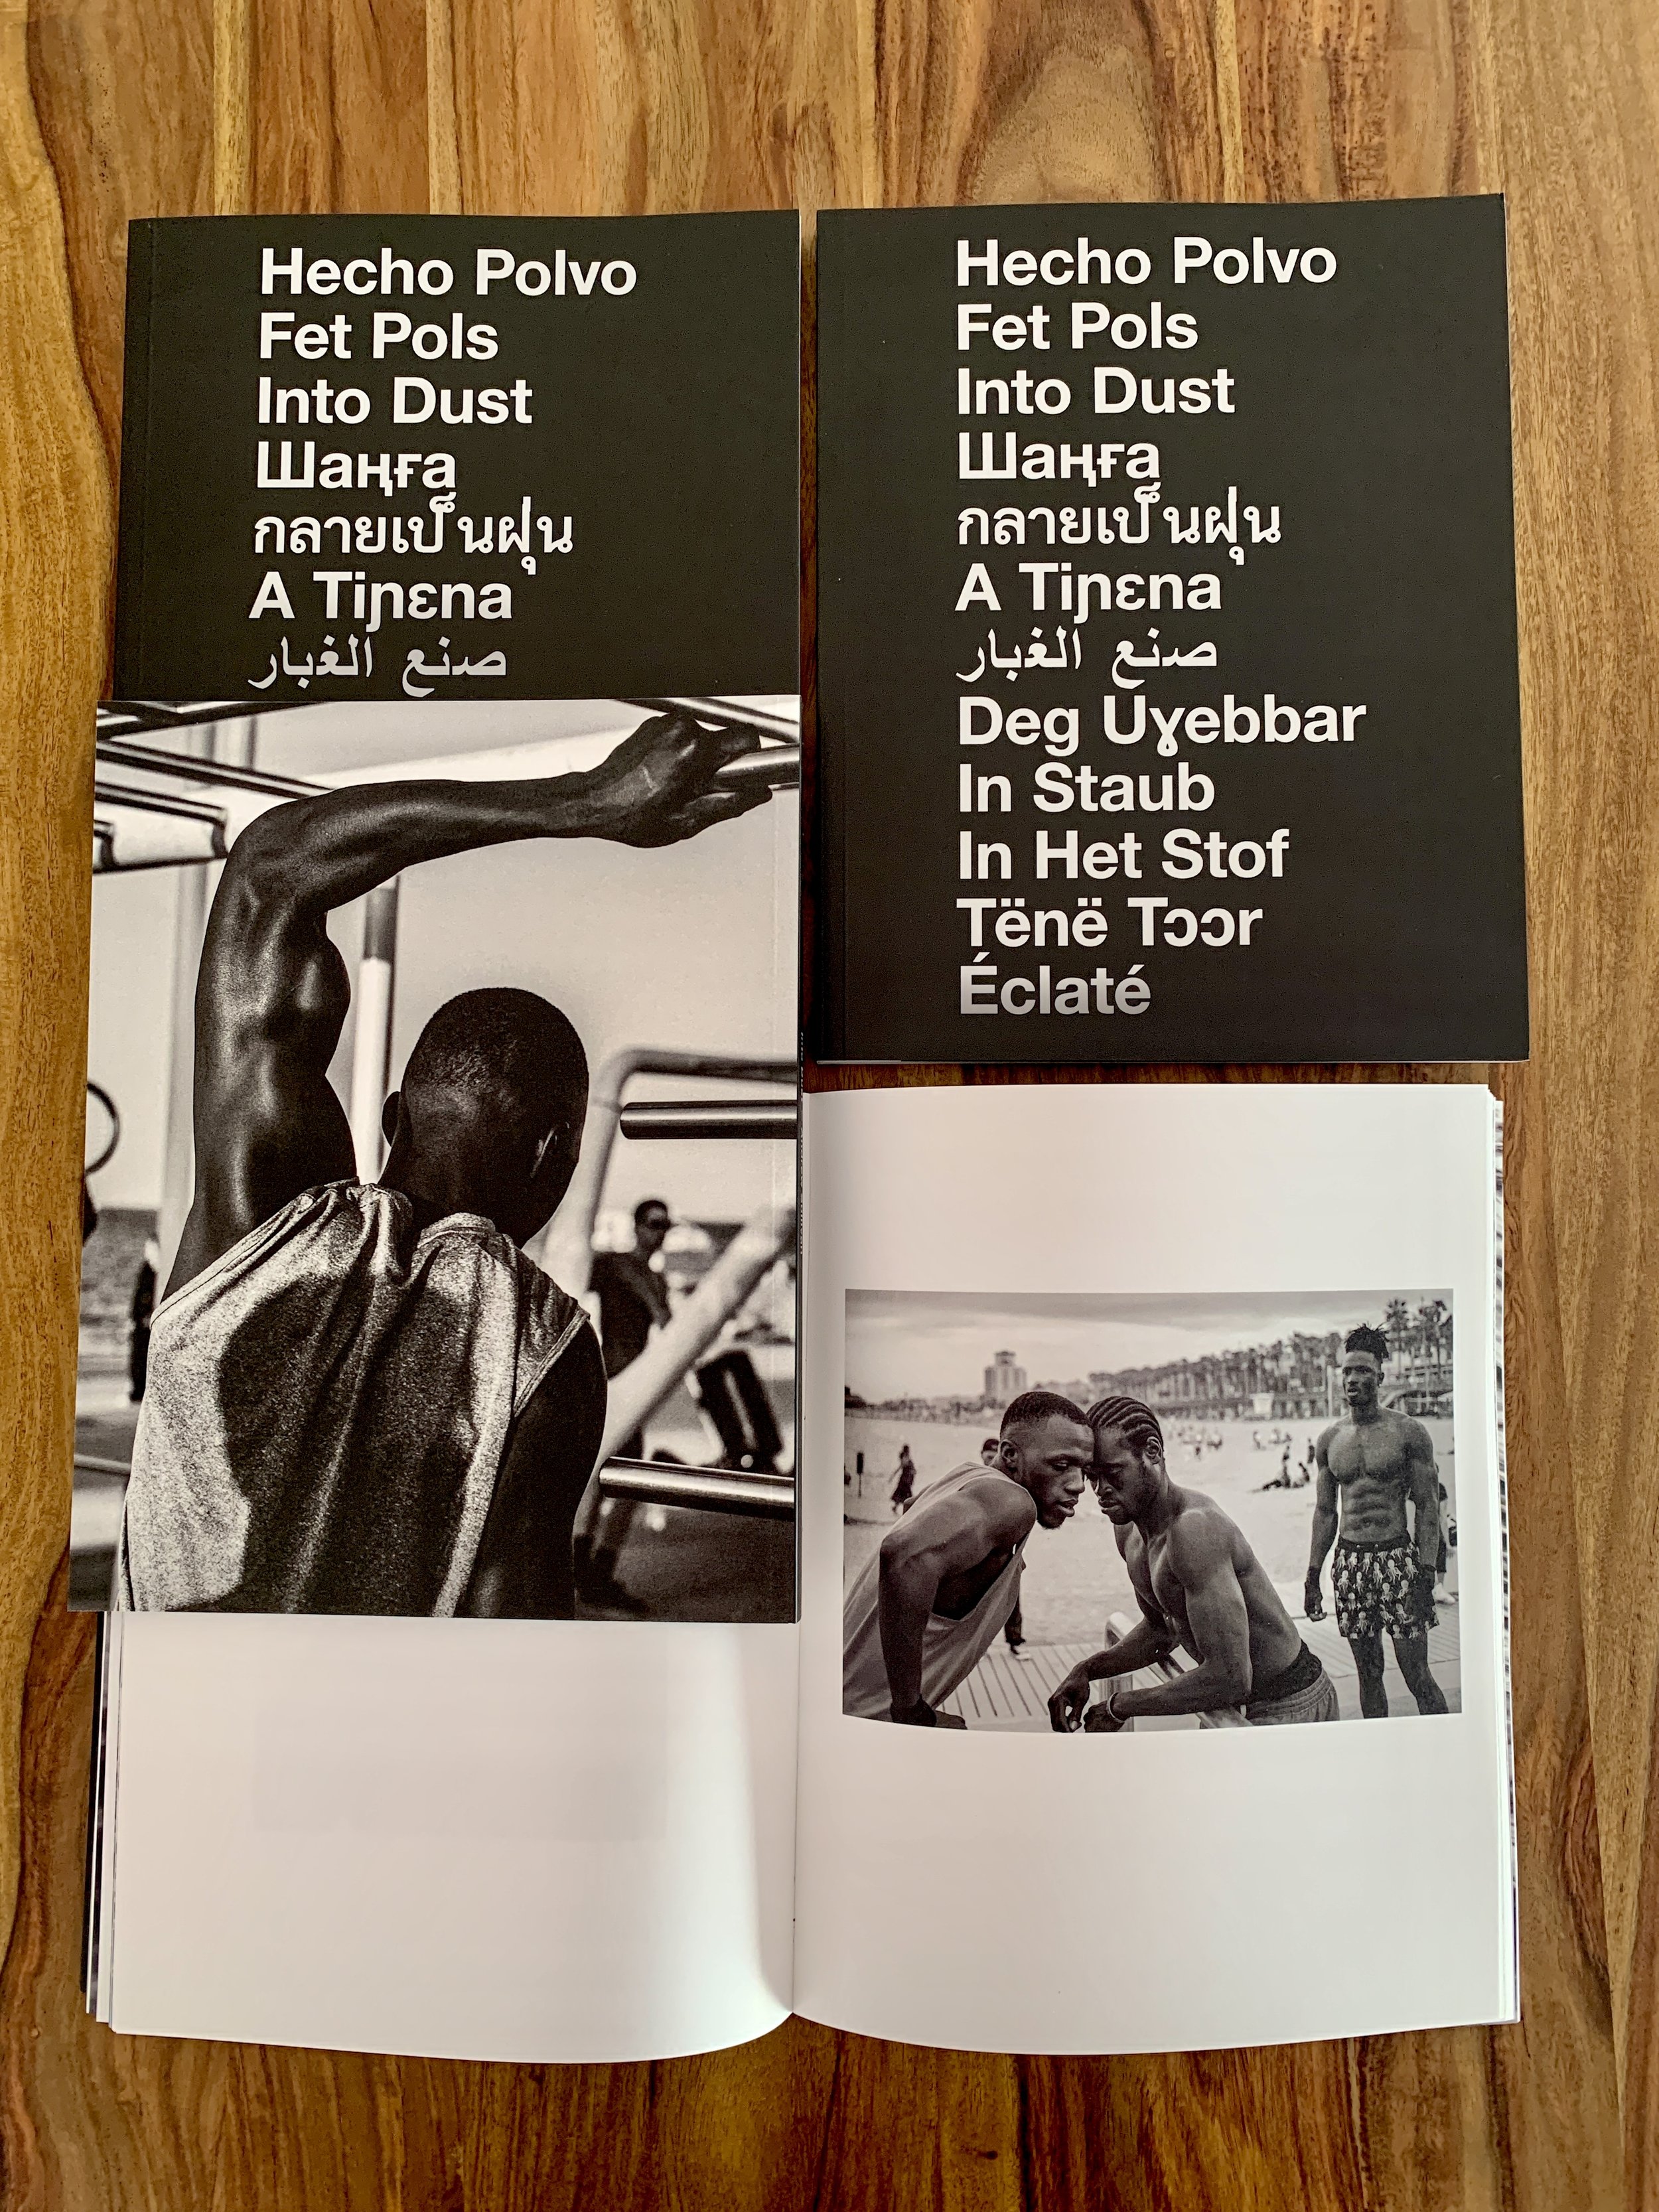 Hecho Polvo
Fet Pols
Into Dust
Шаңға
กลายเป็นฝุ่น
A Tiɲɛna
صنع الغبار
Hecho Polvo
Fet Pols
Into Dust
Шаңға
กลายเป็นฝุ่น
A Tiɲɛna
صنع الغبار
Deg Uɣebbar
In Staub
In Het Stof
Tënë Tɔɔr
Éclaté